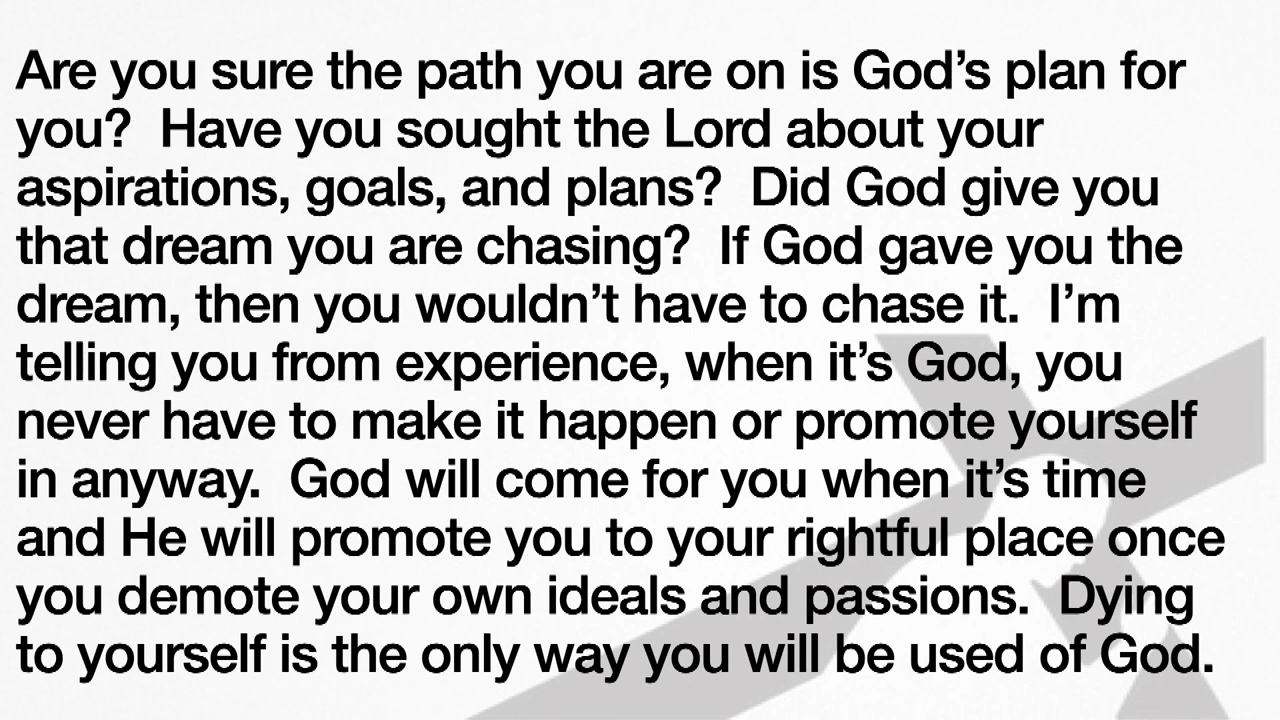 Are you sure the path you are on is God’s plan for
you?  Have you sought the Lord about your
aspirations, goals, and plans?  Did God give you
that dream you are chasing?  If God gave you the
dream, then you wouldn’t have to chase it.  I’m
telling you from experience, when it’s God, you
never have to make it happen or promote yourself
in anyway.  God will come for you when it’s time
and He will promote you to your rightful place once
you demote your own ideals and passions.  Dying
to yourself is the only way you will be used of God.